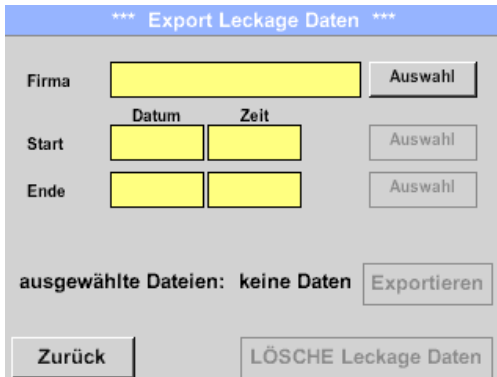 *** Export Leckage Daten ***
Firma Auswahl
Datum Zeit
Start Auswahl
Ende Auswahl
ausgewählte Dateien: keine Daten Exportieren
Zurück LÖSCHE Leckage Daten